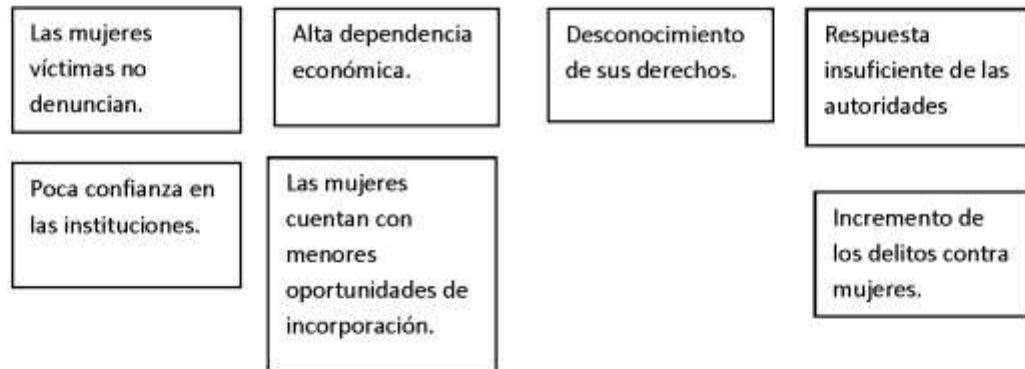 Las mujeres
víctimas no
denuncian.
Alta dependencia
económica.
Desconocimiento
de sus derechos.
Respuesta
insuficiente de las
autoridades
Poca confianza en
las instituciones.
Las mujeres
cuentan con
menores
oportunidades de
incorporación.
Incremento de
los delitos contra
mujeres.